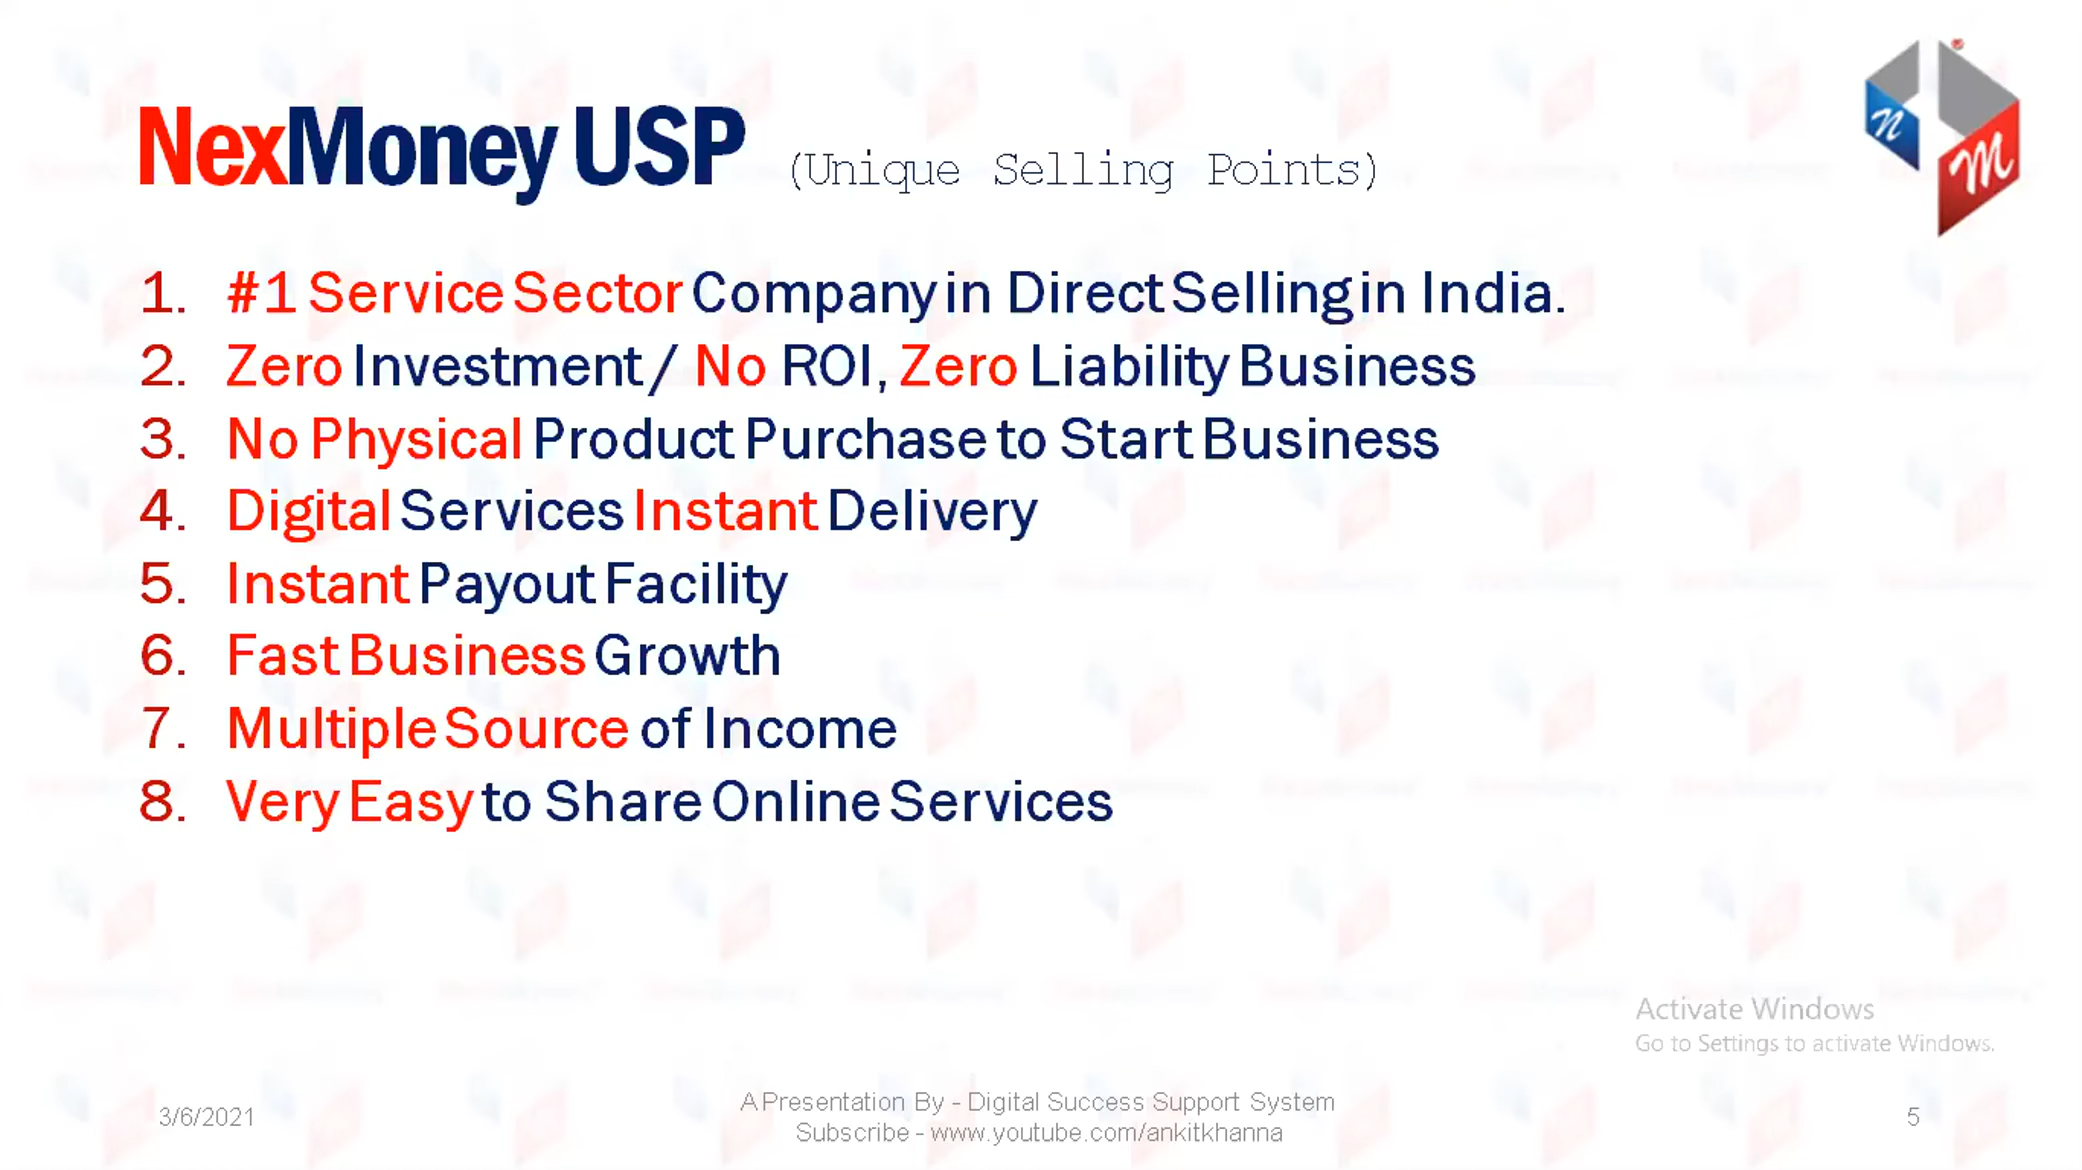 NexMoney USP (Unique Selling Points)
n m
1. #1 Service Sector Company in Direct Selling in India.
2. Zero Investment / No ROI, Zero Liability Business
3. No Physical Product Purchase to Start Business
4. Digital Services Instant Delivery
5. Instant Payout Facility
6. Fast Business Growth
7. Multiple Source of Income
8. Very Easy to Share Online Services
Activate Windows
Go to Settings to activate Windows.
3/6/2021
A Presentation By - Digital Success Support System
Subscribe - www.youtube.com/ankitkhanna
5